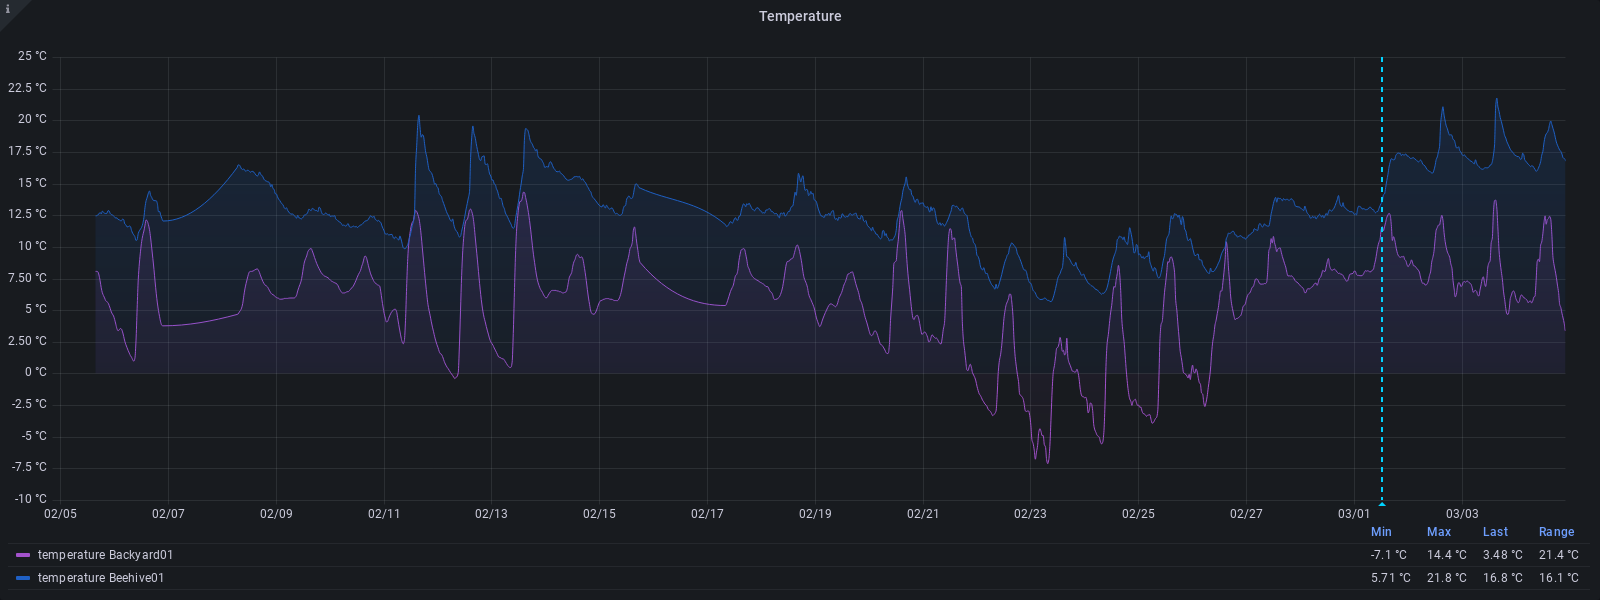 i
Temperature
25 °C
22.5 °C
20 °C
17.5 °C
15 °C
12.5 °C
10 °C
7.50 °C
5 °C
2.50 °C
0 °C
-2.5 °C
-5 °C
-7.5 °C
-10 °C
02/05 02/07 02/09 02/11 02/13 02/15 02/17 02/19 02/21 02/23 02/25 02/27 03/01 03/03
Min Max Last Range
temperature Backyard01 -7.1 °C 14.4 °C 3.48 °C 21.4 °C
temperature Beehive01 5.71 °C 21.8 °C 16.8 °C 16.1 °C